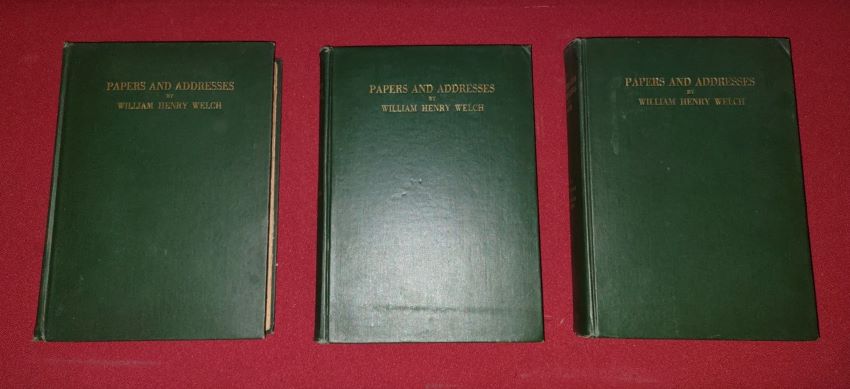 PAPERS AND ADDRESSES
BY
WILLIAM HENRY WELCH
PAPERS AND ADDRESSES
BY
WILLIAM HENRY WELCH
PAPERS AND ADDRESSES
BY
WILLIAM HENRY WELCH